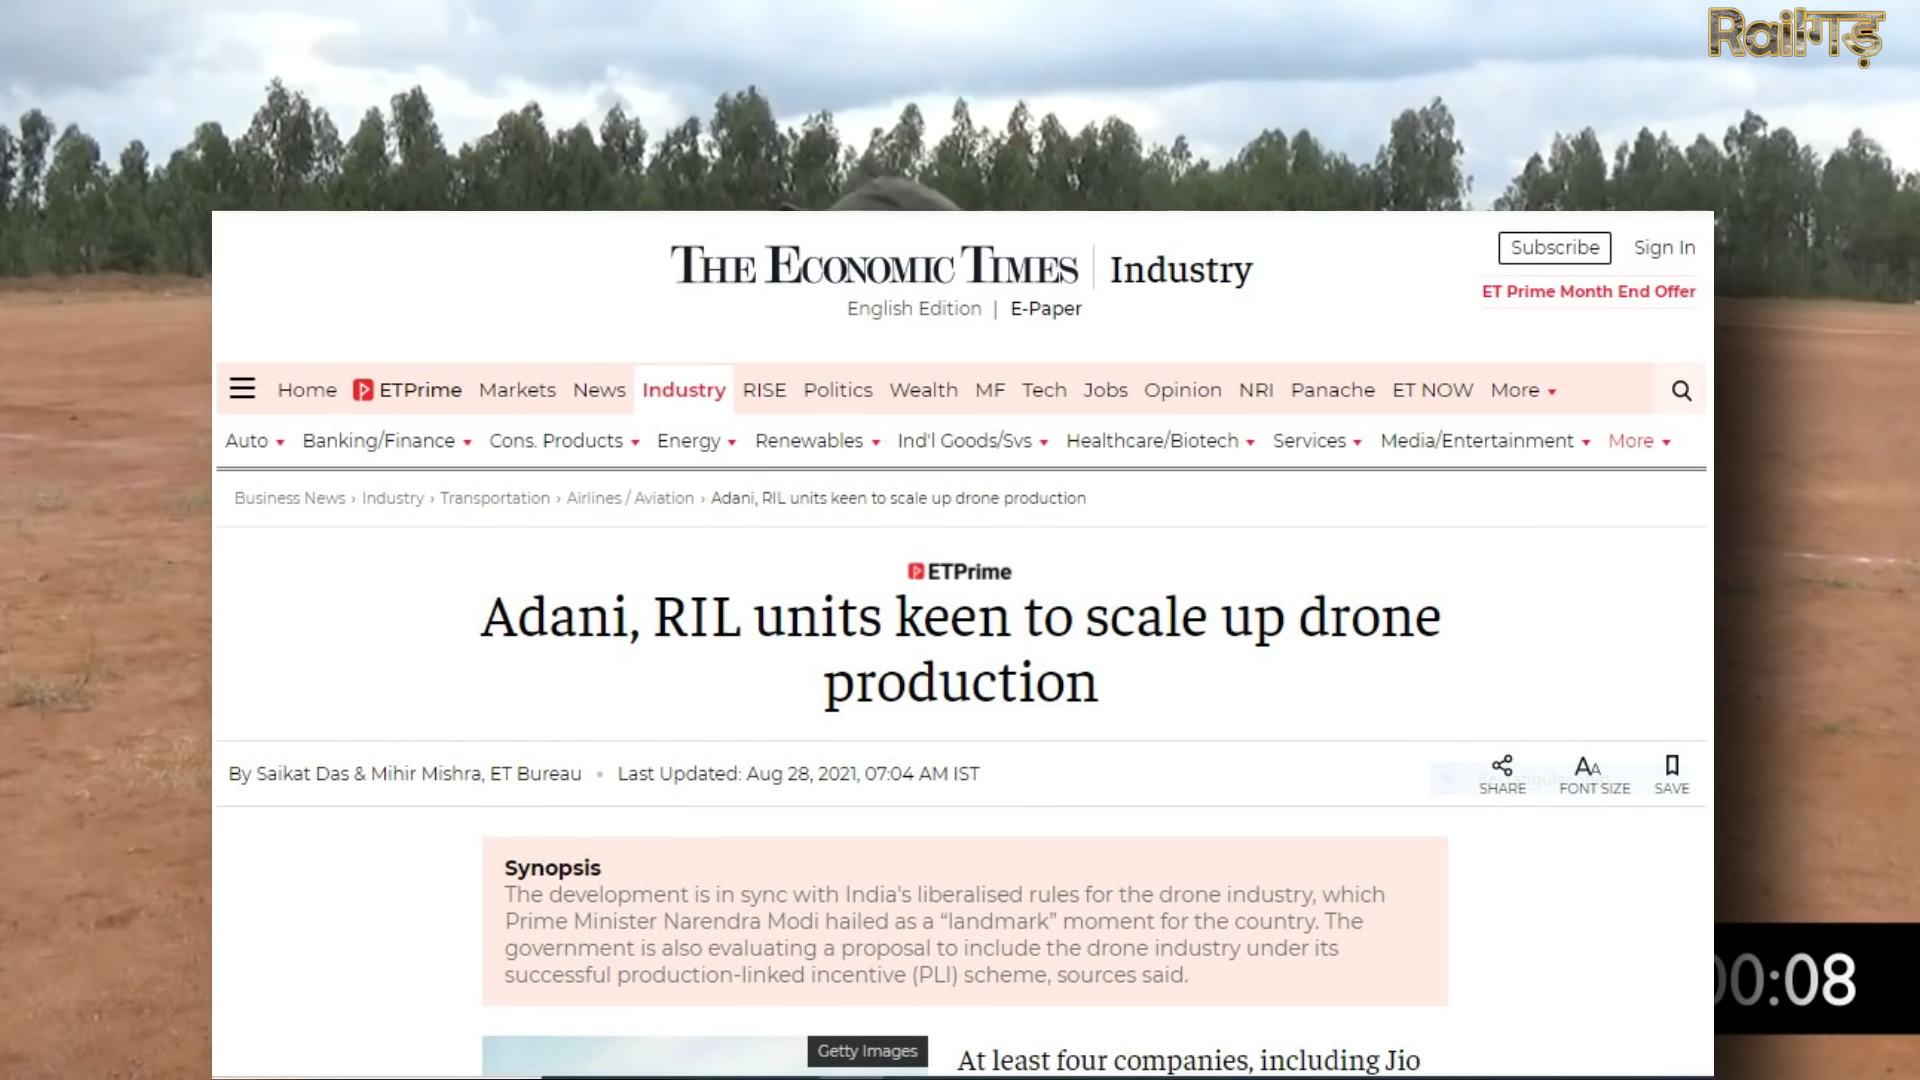 Railगड़
THE ECONOMIC TIMES | Industry
Subscribe Sign In
English Edition | E-Paper
ET Prime Month End Offer
Home ETPrime Markets News Industry RISE Politics Wealth MF Tech Jobs Opinion NRI Panache ET NOW More
Auto Banking/Finance Cons. Products Energy Renewables Ind'l Goods/Svs Healthcare/Biotech Services Media/Entertainment More
Business News › Industry › Transportation › Airlines / Aviation › Adani, RIL units keen to scale up drone production
ETPrime
Adani, RIL units keen to scale up drone
production
By Saikat Das & Mihir Mishra, ET Bureau • Last Updated: Aug 28, 2021, 07:04 AM IST
SHARE FONT SIZE SAVE
Synopsis
The development is in sync with India's liberalised rules for the drone industry, which
Prime Minister Narendra Modi hailed as a “landmark” moment for the country. The
government is also evaluating a proposal to include the drone industry under its
successful production-linked incentive (PLI) scheme, sources said.
00:08
Getty Images
At least four companies, including Jio